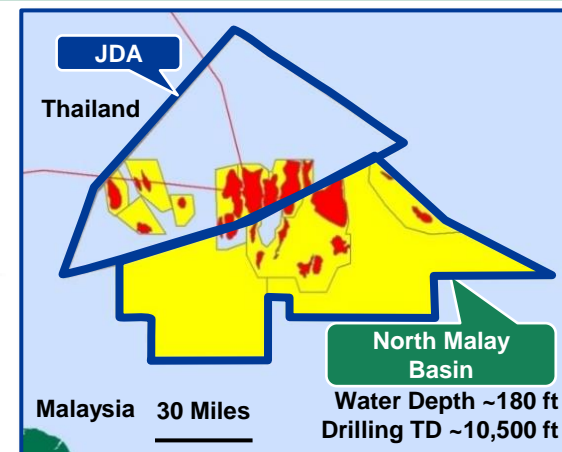 JDA
Thailand
North Malay
Basin
Malaysia
30 Miles
Water Depth ~180 ft
Drilling TD ~10,500 ft